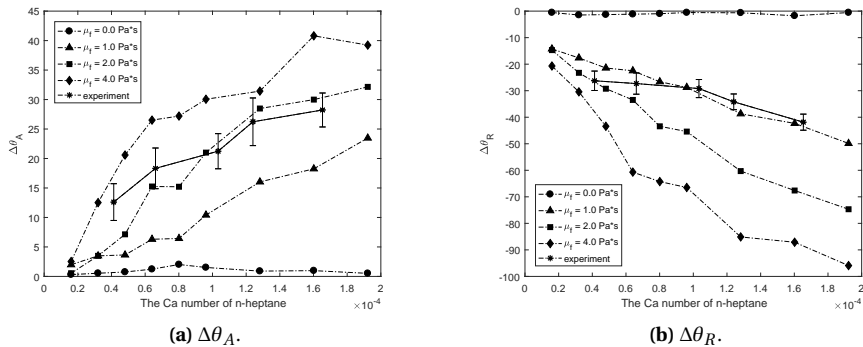 45
40
35
30
25
20
15
10
5
0
Δθ_A
μ_f = 0.0 Pa*s
μ_f = 1.0 Pa*s
μ_f = 2.0 Pa*s
μ_f = 4.0 Pa*s
experiment
0 0.2 0.4 0.6 0.8 1 1.2 1.4 1.6 1.8 2
The Ca number of n-heptane ×10⁻⁴
(a) Δθ_A.
0
-10
-20
-30
-40
-50
-60
-70
-80
-90
-100
Δθ_R
μ_f = 0.0 Pa*s
μ_f = 1.0 Pa*s
μ_f = 2.0 Pa*s
μ_f = 4.0 Pa*s
experiment
0 0.2 0.4 0.6 0.8 1 1.2 1.4 1.6 1.8 2
The Ca number of n-heptane ×10⁻⁴
(b) Δθ_R.